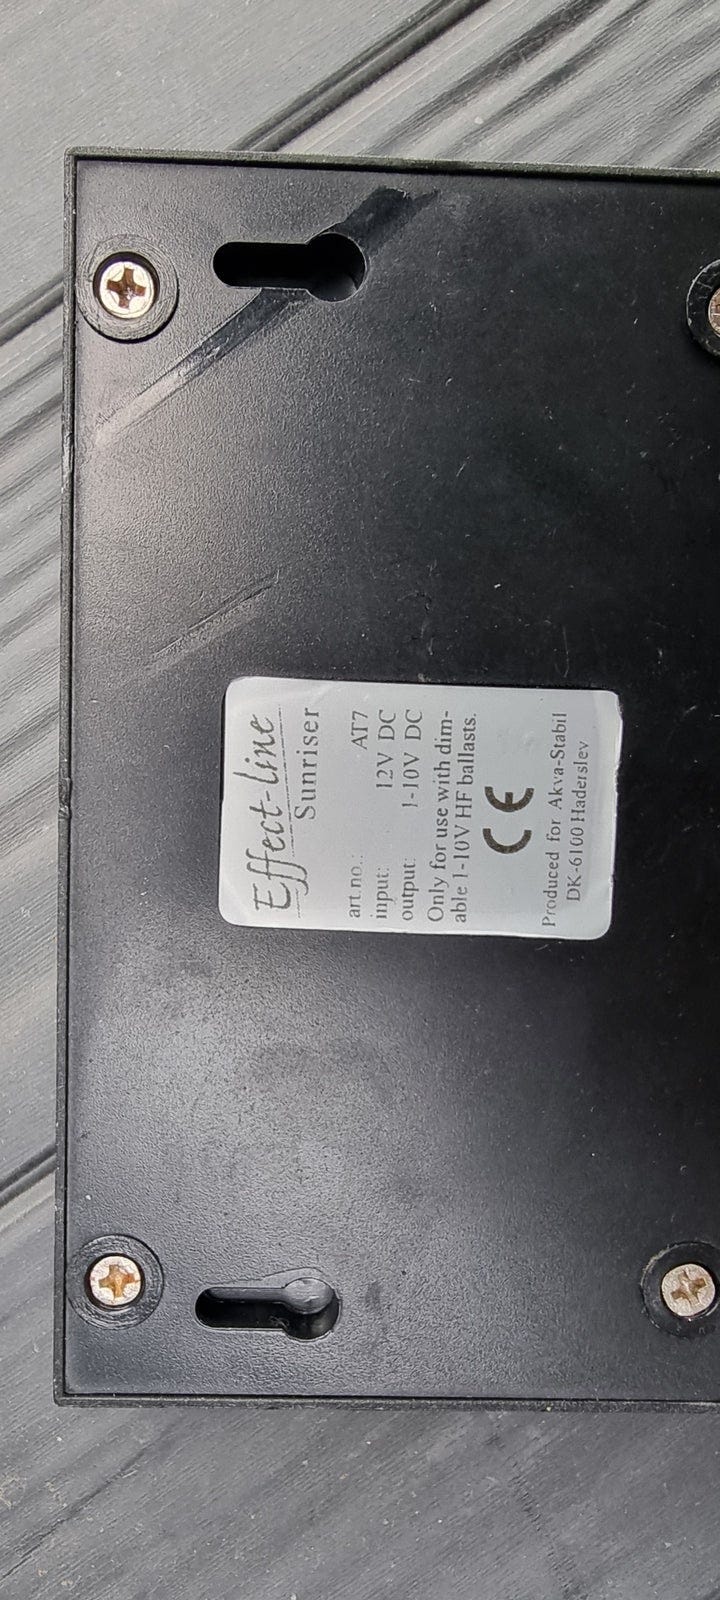 Effect-line
Sunriser
art.no.: AT7
input: 12V DC
output: 1-10V DC
Only for use with dim-
able 1-10V HF ballasts.
CE
Produced for Akva-Stabil
DK-6100 Haderslev